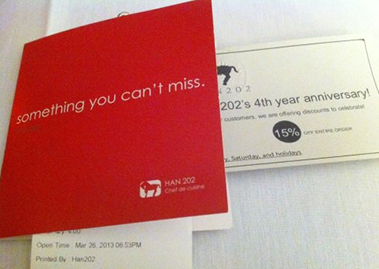 something you can't miss.
HAN 202
Chef de cuisine
N202
202's 4th year anniversary!
customers, we are offering discounts to celebrate!
15%
Saturday, and holidays
Open Time : Mar 26, 2013 06:53PM
Printed By : Han202